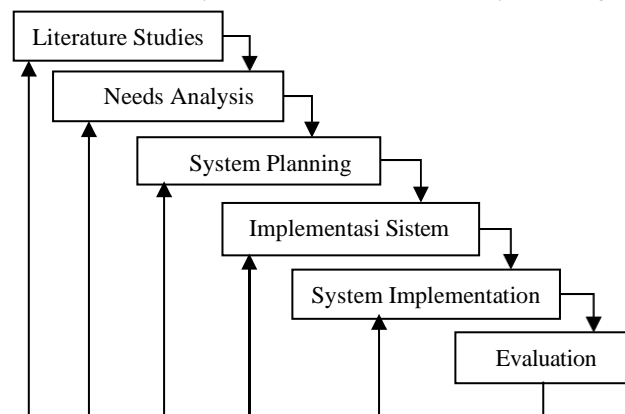 Literature Studies
Needs Analysis
System Planning
Implementasi Sistem
System Implementation
Evaluation